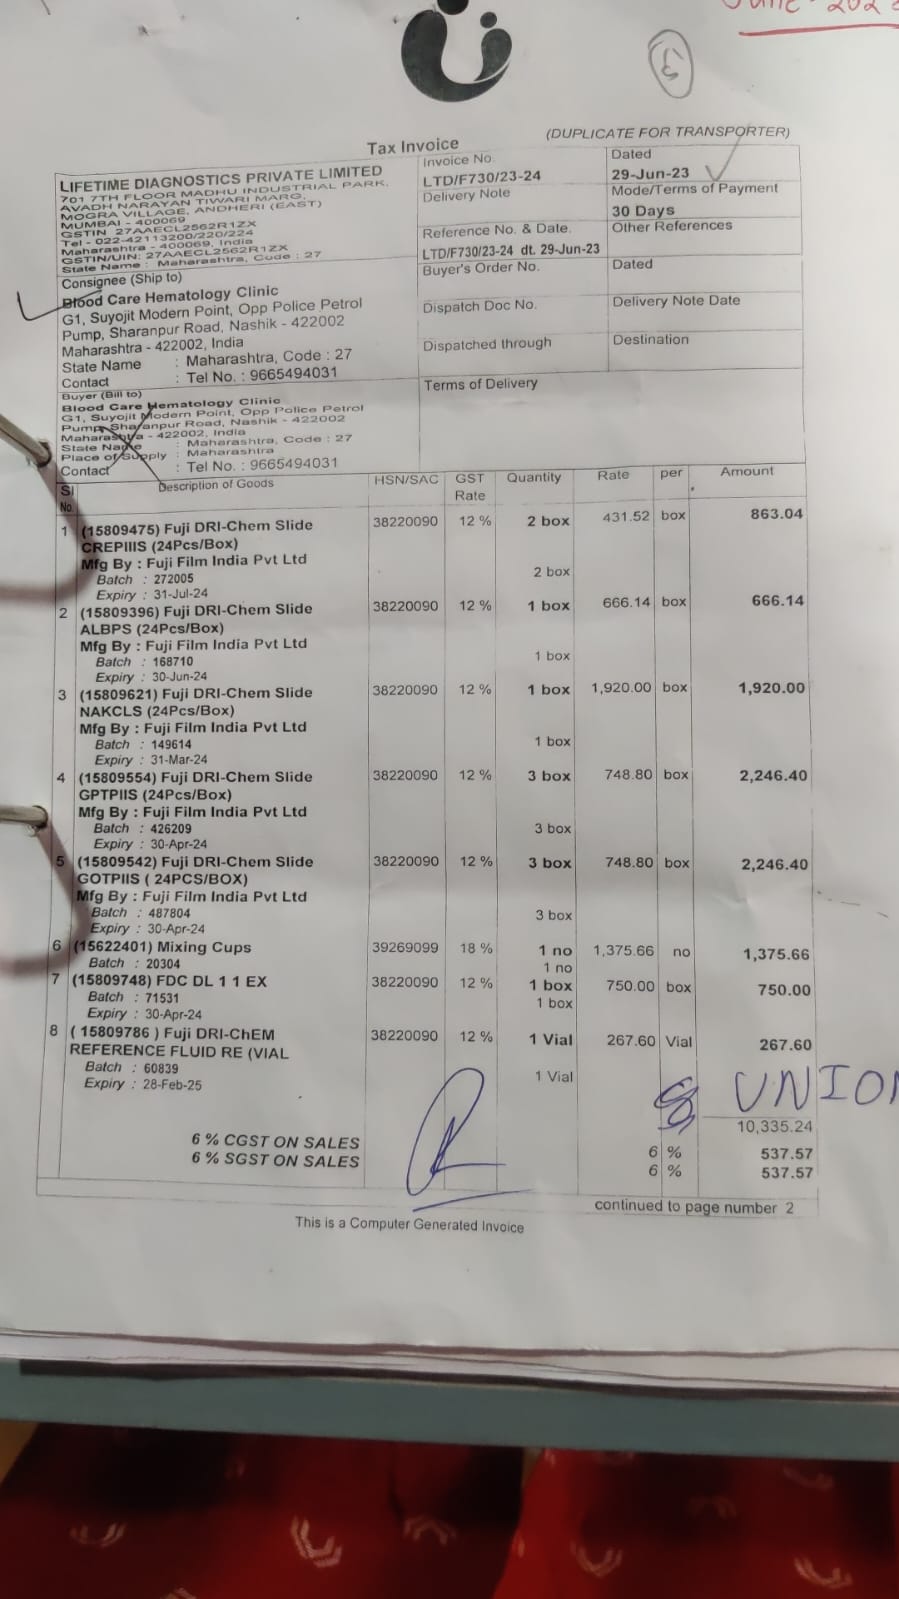 (DUPLICATE FOR TRANSPORTER)
Tax Invoice
LIFETIME DIAGNOSTICS PRIVATE LIMITED
701 7TH FLOOR MADHU INDUSTRIAL PARK,
AVADH NARAYAN TIWARI MARG,
MOGRA VILLAGE, ANDHERI (EAST)
MUMBAI - 400069
GSTIN 27AAECL2562R1ZX
Tel - 022-42113200/220/224
Maharashtra - 400069, India
GSTIN/UIN: 27AAECL2562R1ZX
State Name : Maharashtra, Code : 27
Invoice No.
LTD/F730/23-24
Dated
29-Jun-23
Delivery Note
Mode/Terms of Payment
30 Days
Reference No. & Date.
LTD/F730/23-24 dt. 29-Jun-23
Other References
Buyer's Order No.
Dated
Dispatch Doc No.
Delivery Note Date
Dispatched through
Destination
Terms of Delivery
Consignee (Ship to)
Blood Care Hematology Clinic
G1, Suyojit Modern Point, Opp Police Petrol
Pump, Sharanpur Road, Nashik - 422002
Maharashtra - 422002, India
State Name : Maharashtra, Code : 27
Contact : Tel No. : 9665494031
Buyer (Bill to)
Blood Care Hematology Clinic
G1, Suyojit Modern Point, Opp Police Petrol
Pump, Sharanpur Road, Nashik - 422002
Maharashtra - 422002, India
State Name : Maharashtra, Code : 27
Place of Supply : Maharashtra
Contact : Tel No. : 9665494031
Sl No. Description of Goods HSN/SAC GST Rate Quantity Rate per Amount
1 (15809475) Fuji DRI-Chem Slide 38220090 12 % 2 box 431.52 box 863.04
CREPIIIS (24Pcs/Box)
Mfg By : Fuji Film India Pvt Ltd
Batch : 272005 2 box
Expiry : 31-Jul-24
2 (15809396) Fuji DRI-Chem Slide 38220090 12 % 1 box 666.14 box 666.14
ALBPS (24Pcs/Box)
Mfg By : Fuji Film India Pvt Ltd
Batch : 168710 1 box
Expiry : 30-Jun-24
3 (15809621) Fuji DRI-Chem Slide 38220090 12 % 1 box 1,920.00 box 1,920.00
NAKCLS (24Pcs/Box)
Mfg By : Fuji Film India Pvt Ltd
Batch : 149614 1 box
Expiry : 31-Mar-24
4 (15809554) Fuji DRI-Chem Slide 38220090 12 % 3 box 748.80 box 2,246.40
GPTPIIS (24Pcs/Box)
Mfg By : Fuji Film India Pvt Ltd
Batch : 426209 3 box
Expiry : 30-Apr-24
5 (15809542) Fuji DRI-Chem Slide 38220090 12 % 3 box 748.80 box 2,246.40
GOTPIIS ( 24PCS/BOX)
Mfg By : Fuji Film India Pvt Ltd
Batch : 487804 3 box
Expiry : 30-Apr-24
6 (15622401) Mixing Cups 39269099 18 % 1 no 1,375.66 no 1,375.66
Batch : 20304 1 no
7 (15809748) FDC DL 1 1 EX 38220090 12 % 1 box 750.00 box 750.00
Batch : 71531 1 box
Expiry : 30-Apr-24
8 ( 15809786 ) Fuji DRI-ChEM 38220090 12 % 1 Vial 267.60 Vial 267.60
REFERENCE FLUID RE (VIAL
Batch : 60839 1 Vial
Expiry : 28-Feb-25
UNION
10,335.24
6 % CGST ON SALES 6 % 537.57
6 % SGST ON SALES 6 % 537.57
continued to page number 2
This is a Computer Generated Invoice